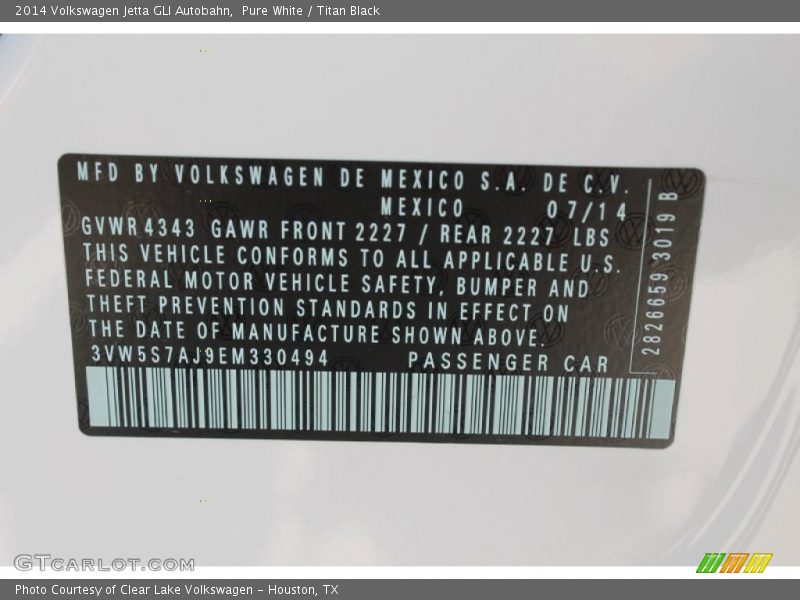 2014 Volkswagen Jetta GLI Autobahn,  Pure White / Titan Black
MFD BY VOLKSWAGEN DE MEXICO S.A. DE C.V.
MEXICO 07/14
GVWR 4343 GAWR FRONT 2227 / REAR 2227 LBS
THIS VEHICLE CONFORMS TO ALL APPLICABLE U.S.
FEDERAL MOTOR VEHICLE SAFETY, BUMPER AND
THEFT PREVENTION STANDARDS IN EFFECT ON
THE DATE OF MANUFACTURE SHOWN ABOVE.
3VW5S7AJ9EM330494 PASSENGER CAR
2826659 3019 B
GTCARLOT.COM
Photo Courtesy of Clear Lake Volkswagen - Houston, TX